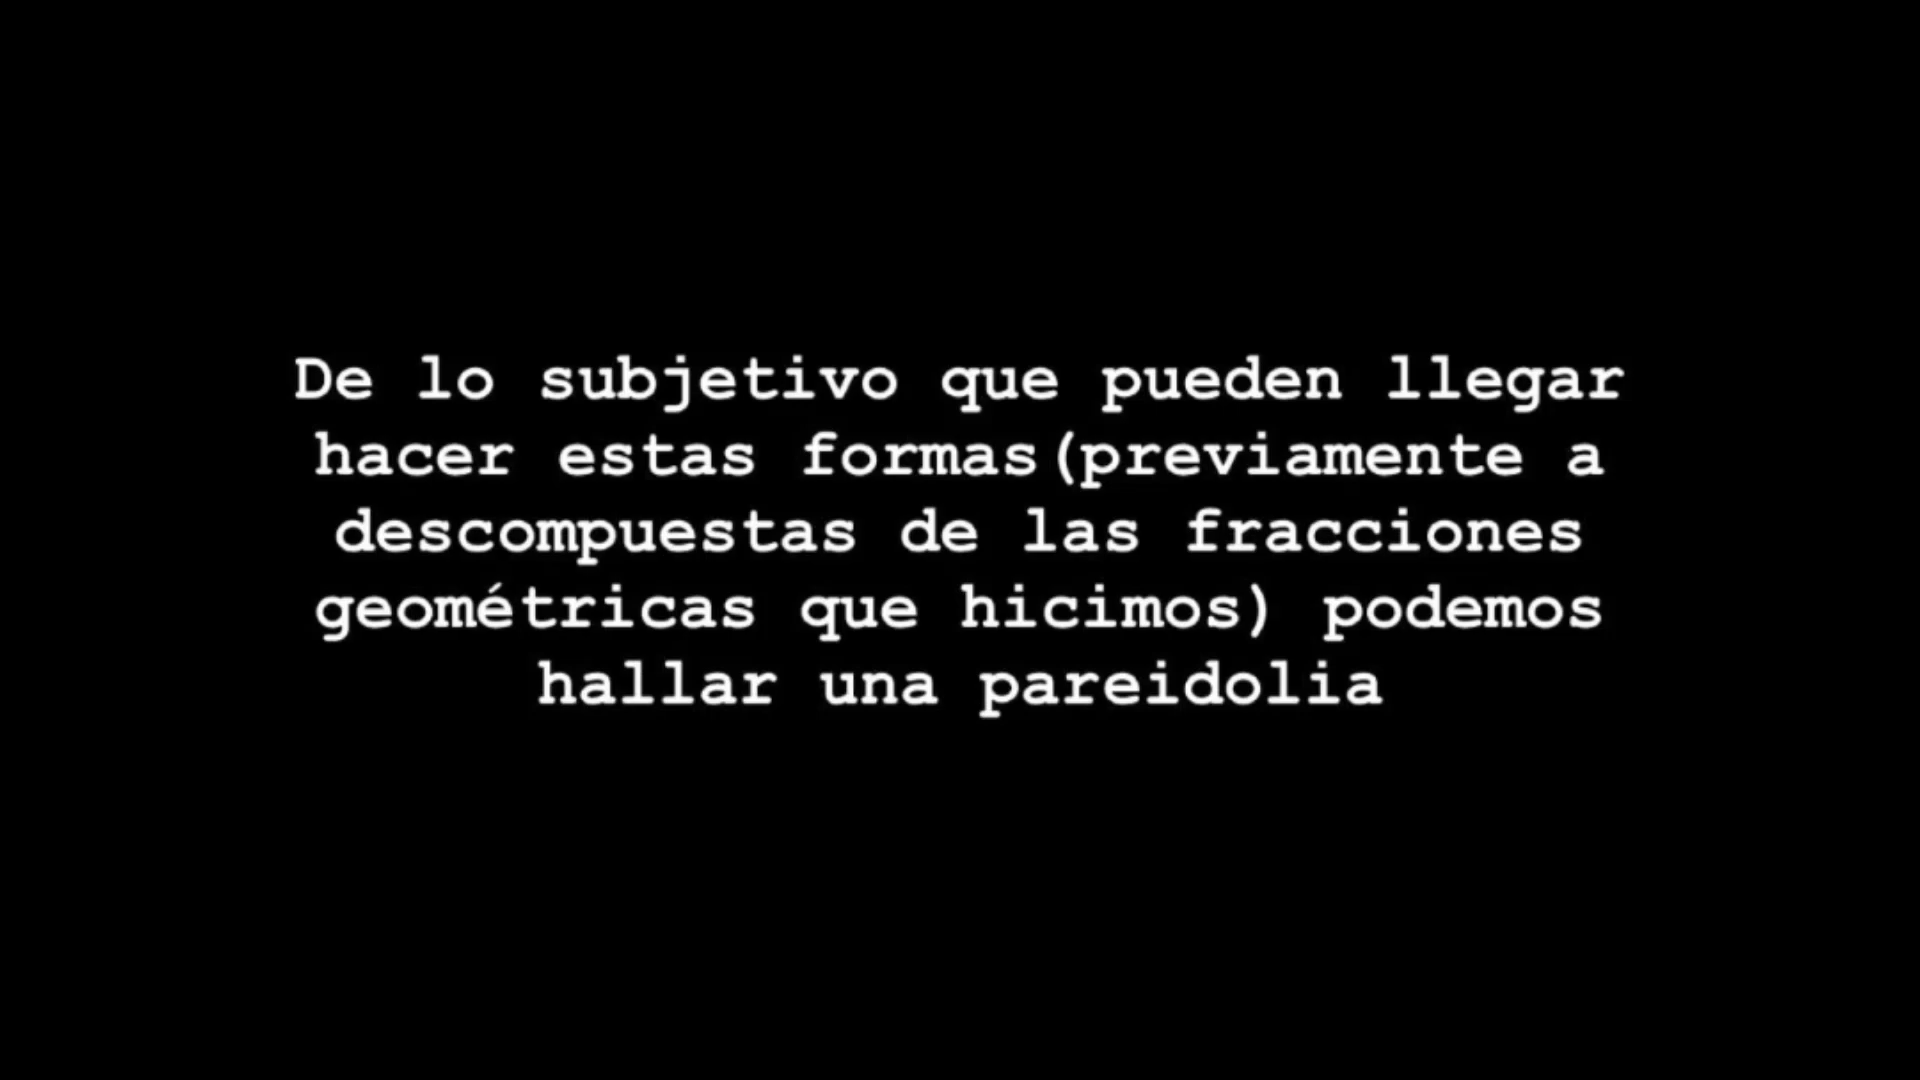 De lo subjetivo que pueden llegar
hacer estas formas(previamente a
descompuestas de las fracciones
geométricas que hicimos) podemos
hallar una pareidolia